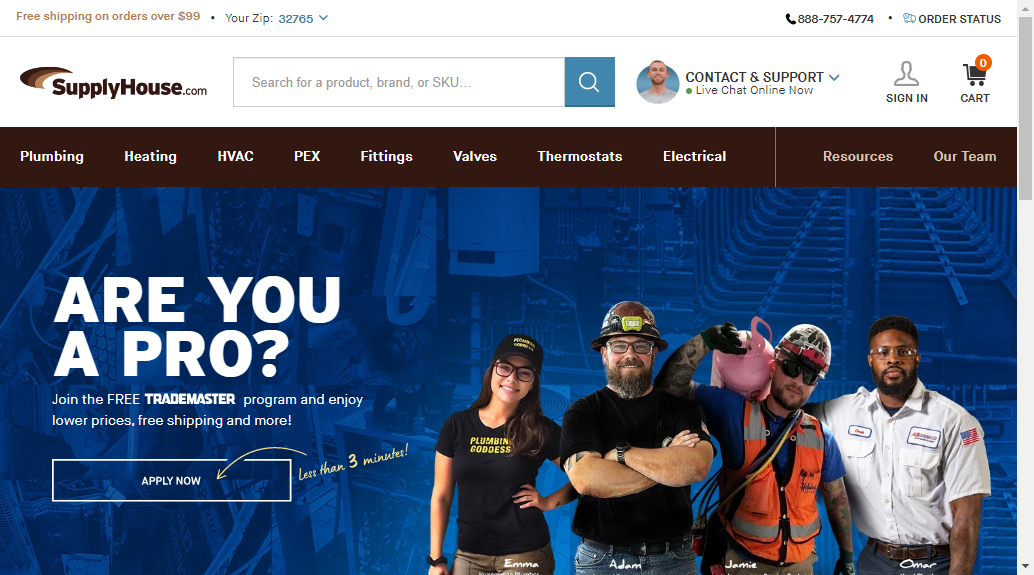 Free shipping on orders over $99 • Your Zip: 32765
888-757-4774 • ORDER STATUS
SupplyHouse.com
Search for a product, brand, or SKU...
CONTACT & SUPPORT
Live Chat Online Now
SIGN IN
0
CART
Plumbing Heating HVAC PEX Fittings Valves Thermostats Electrical Resources Our Team
ARE YOU
A PRO?
Join the FREE TRADEMASTER program and enjoy
lower prices, free shipping and more!
APPLY NOW
Less than 3 minutes!
PLUMBING
GODDESS
PLUMBING
GODDESS
Emma
Adam
Jamie
Omar